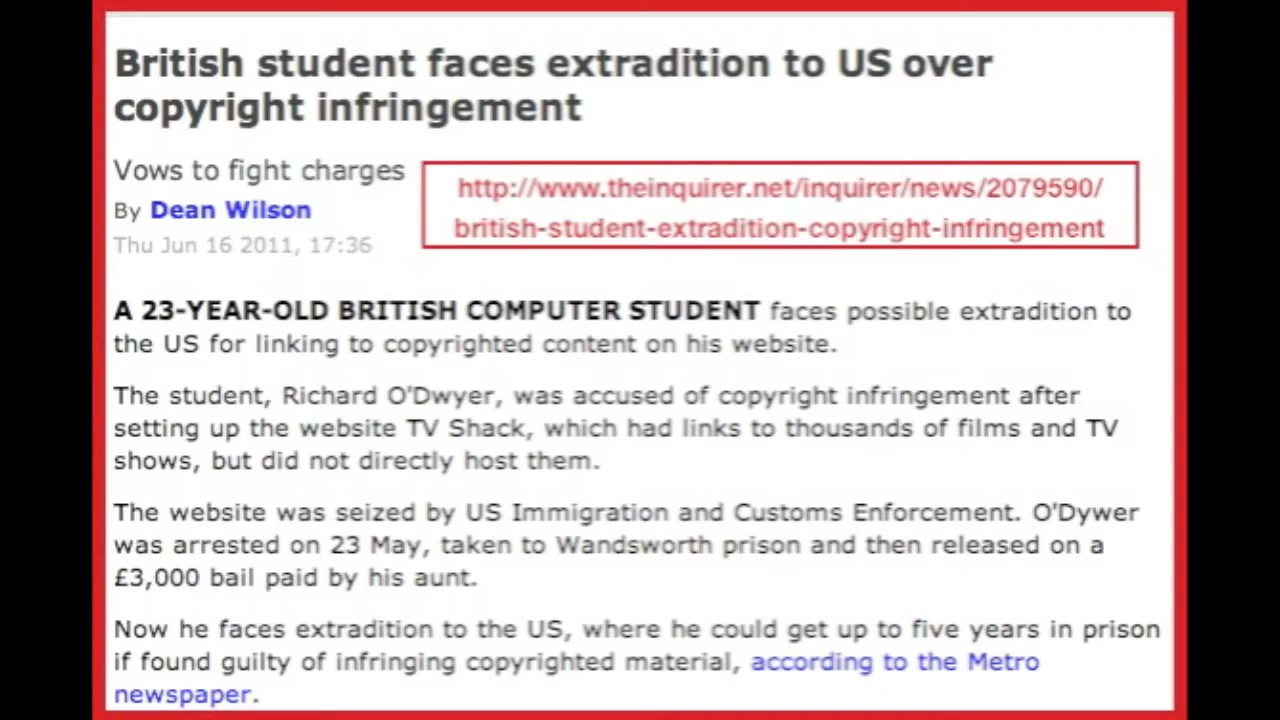 British student faces extradition to US over
copyright infringement
Vows to fight charges
By Dean Wilson
Thu Jun 16 2011, 17:36
http://www.theinquirer.net/inquirer/news/2079590/
british-student-extradition-copyright-infringement
A 23-YEAR-OLD BRITISH COMPUTER STUDENT faces possible extradition to
the US for linking to copyrighted content on his website.
The student, Richard O'Dwyer, was accused of copyright infringement after
setting up the website TV Shack, which had links to thousands of films and TV
shows, but did not directly host them.
The website was seized by US Immigration and Customs Enforcement. O'Dywer
was arrested on 23 May, taken to Wandsworth prison and then released on a
£3,000 bail paid by his aunt.
Now he faces extradition to the US, where he could get up to five years in prison
if found guilty of infringing copyrighted material, according to the Metro
newspaper.